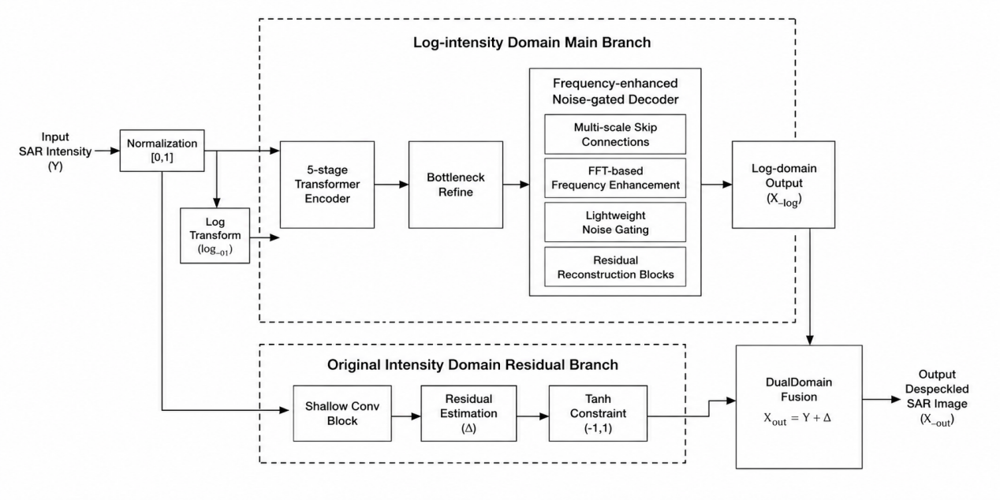 Log-intensity Domain Main Branch
Input
SAR Intensity
(Y)
Normalization
[0,1]
Log
Transform
(log_01)
5-stage
Transformer
Encoder
Bottleneck
Refine
Frequency-enhanced
Noise-gated Decoder
Multi-scale Skip
Connections
FFT-based
Frequency Enhancement
Lightweight
Noise Gating
Residual
Reconstruction Blocks
Log-domain
Output
(X_log)
Original Intensity Domain Residual Branch
Shallow Conv
Block
Residual
Estimation
(Δ)
Tanh
Constraint
(-1,1)
DualDomain
Fusion
Xout = Y + Δ
Output
Despeckled
SAR Image
(X_out)